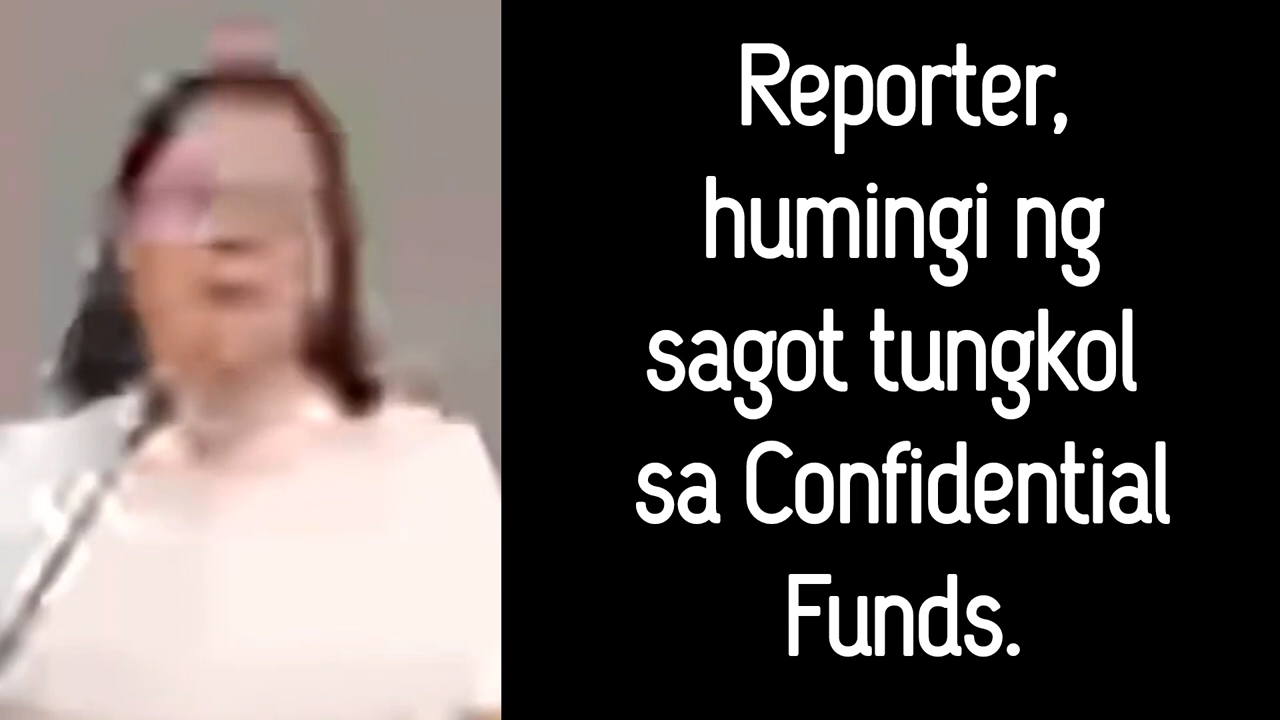 Reporter,
humingi ng
sagot tungkol
sa Confidential
Funds.